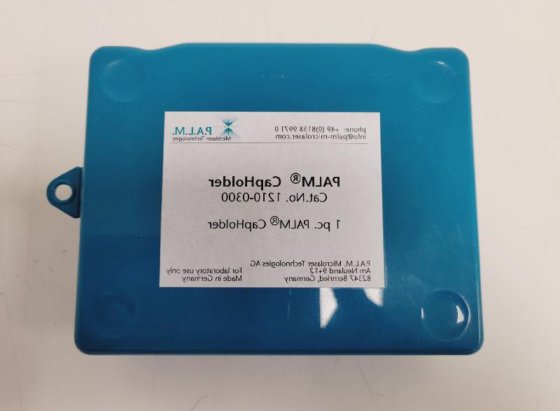 P.A.L.M.
Microlaser Technologies
phone: +49 (0)8158 9971 0
info@palm-microlaser.com
PALM® CapHolder
Cat.No. 1210-0300
1 pc. PALM® CapHolder
P.A.L.M. Microlaser Technologies AG
Am Neuland 9+12
82347 Bernried, Germany
For laboratory use only
Made in Germany